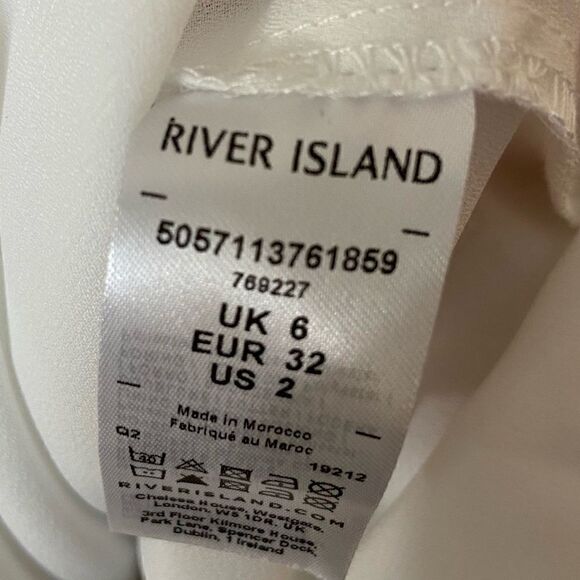 RIVER ISLAND
5057113761859
769227
UK 6
EUR 32
US 2
Made in Morocco
Fabriqué au Maroc
Q2
19212
RIVERISLAND.COM
Chelsea House, Westgate,
London, W5 1DR. UK
3rd Floor Kilmore House,
Park Lane, Spencer Dock,
Dublin, 1 Ireland